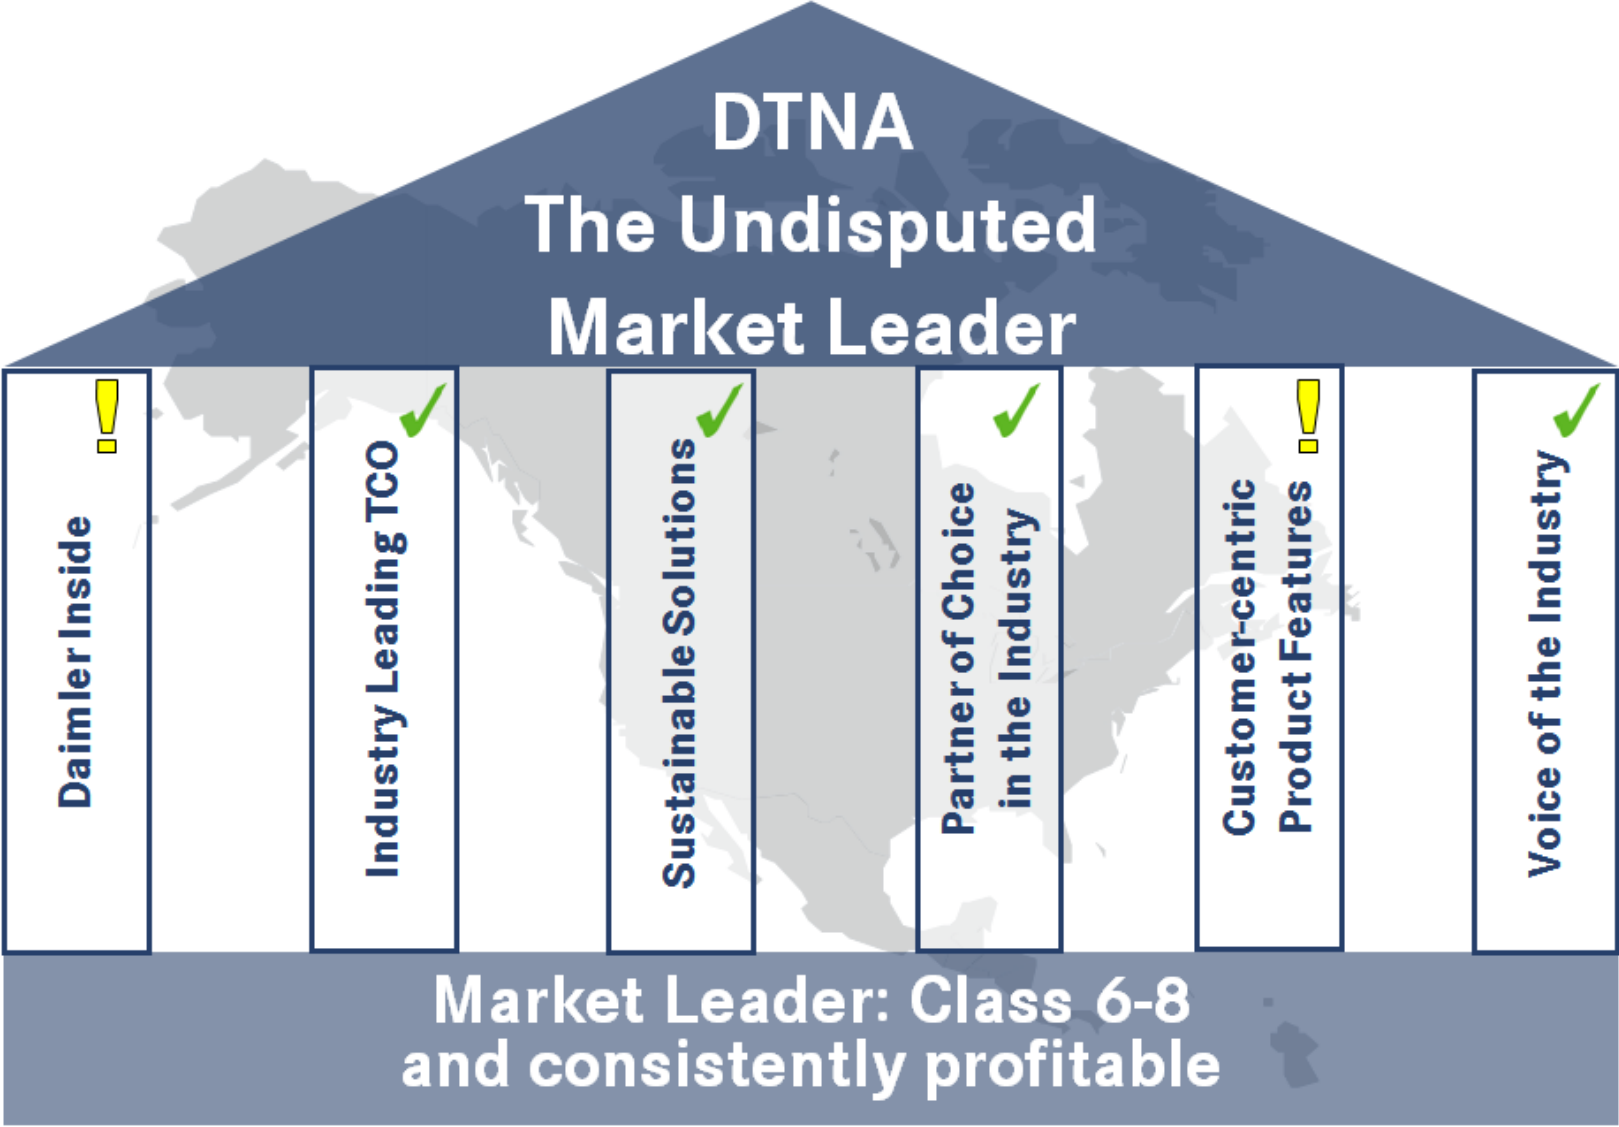 DTNA
The Undisputed
Market Leader
!
Daimler Inside
Industry Leading TCO
Sustainable Solutions
Partner of Choice
in the Industry
!
Customer-centric
Product Features
Voice of the Industry
Market Leader: Class 6-8
and consistently profitable